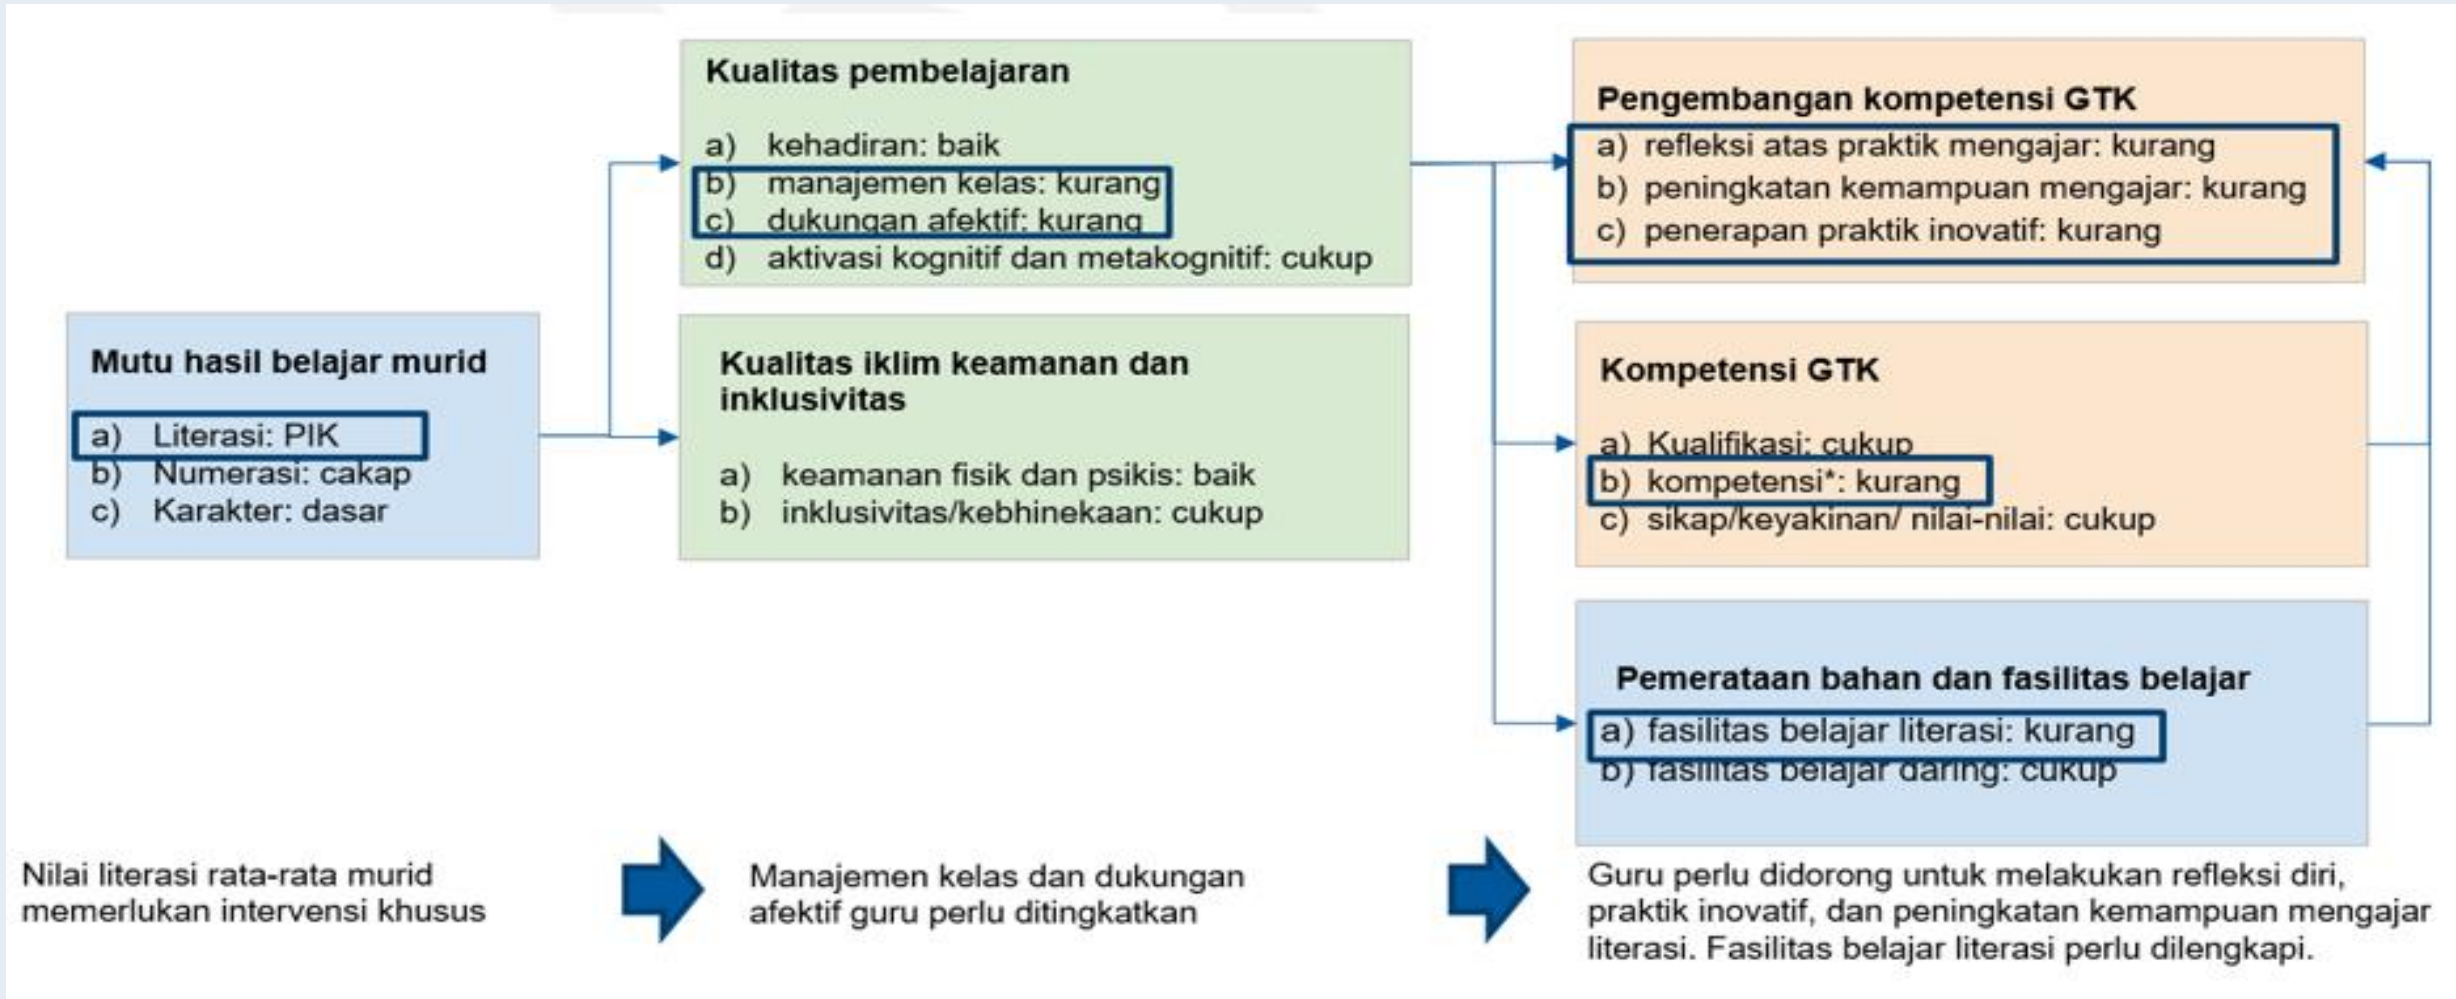 Kualitas pembelajaran
a) kehadiran: baik
b) manajemen kelas: kurang
c) dukungan afektif: kurang
d) aktivasi kognitif dan metakognitif: cukup
Pengembangan kompetensi GTK
a) refleksi atas praktik mengajar: kurang
b) peningkatan kemampuan mengajar: kurang
c) penerapan praktik inovatif: kurang
Mutu hasil belajar murid
a) Literasi: PIK
b) Numerasi: cakap
c) Karakter: dasar
Kualitas iklim keamanan dan
inklusivitas
a) keamanan fisik dan psikis: baik
b) inklusivitas/kebhinekaan: cukup
Kompetensi GTK
a) Kualifikasi: cukup
b) kompetensi*: kurang
c) sikap/keyakinan/ nilai-nilai: cukup
Pemerataan bahan dan fasilitas belajar
a) fasilitas belajar literasi: kurang
b) fasilitas belajar daring: cukup
Nilai literasi rata-rata murid
memerlukan intervensi khusus
Manajemen kelas dan dukungan
afektif guru perlu ditingkatkan
Guru perlu didorong untuk melakukan refleksi diri,
praktik inovatif, dan peningkatan kemampuan mengajar
literasi. Fasilitas belajar literasi perlu dilengkapi.